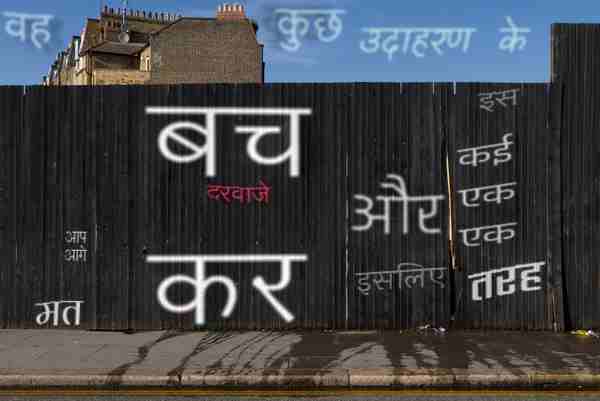 वह कुछ उदाहरण के
इस
बच
कई
दरवाजे
एक
और
आप
एक
आगे
कर
इसलिए
तरह
मत